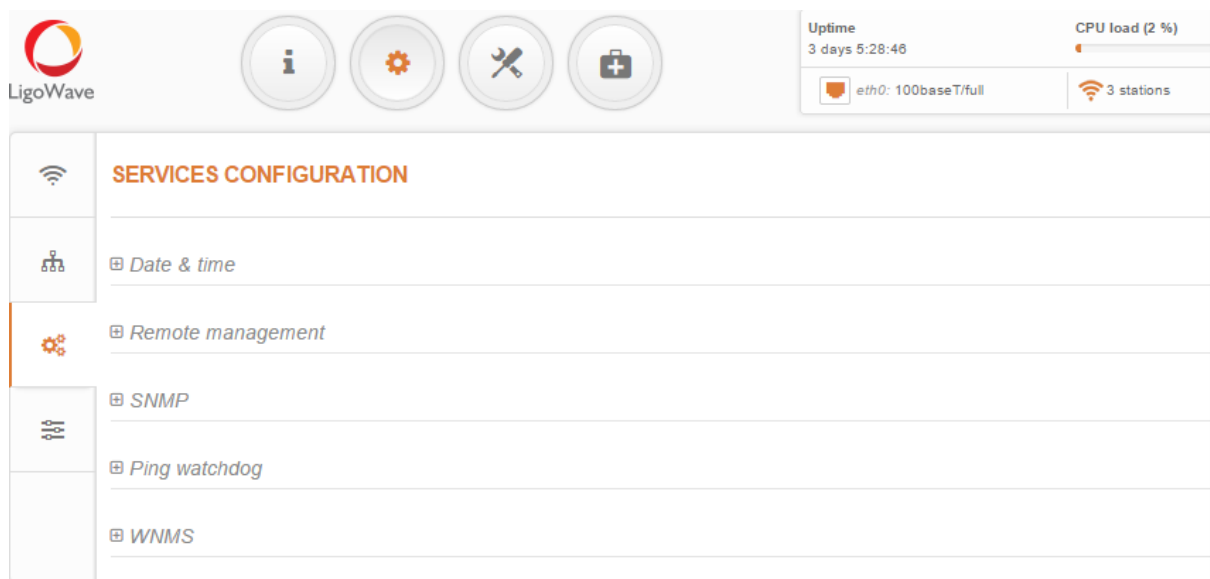 LigoWave
Uptime
3 days 5:28:46
CPU load (2 %)
eth0: 100baseT/full
3 stations
SERVICES CONFIGURATION
Date & time
Remote management
SNMP
Ping watchdog
WNMS